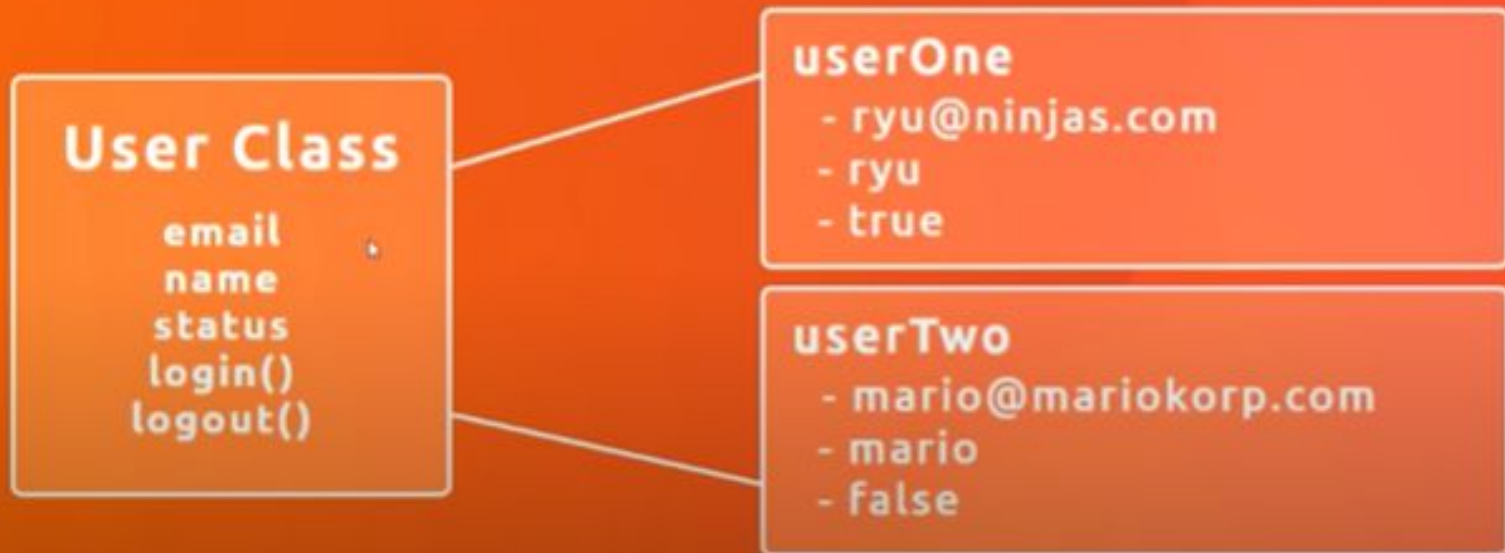 User Class
email
name
status
login()
logout()
userOne
- ryu@ninjas.com
- ryu
- true
userTwo
- mario@mariokorp.com
- mario
- false